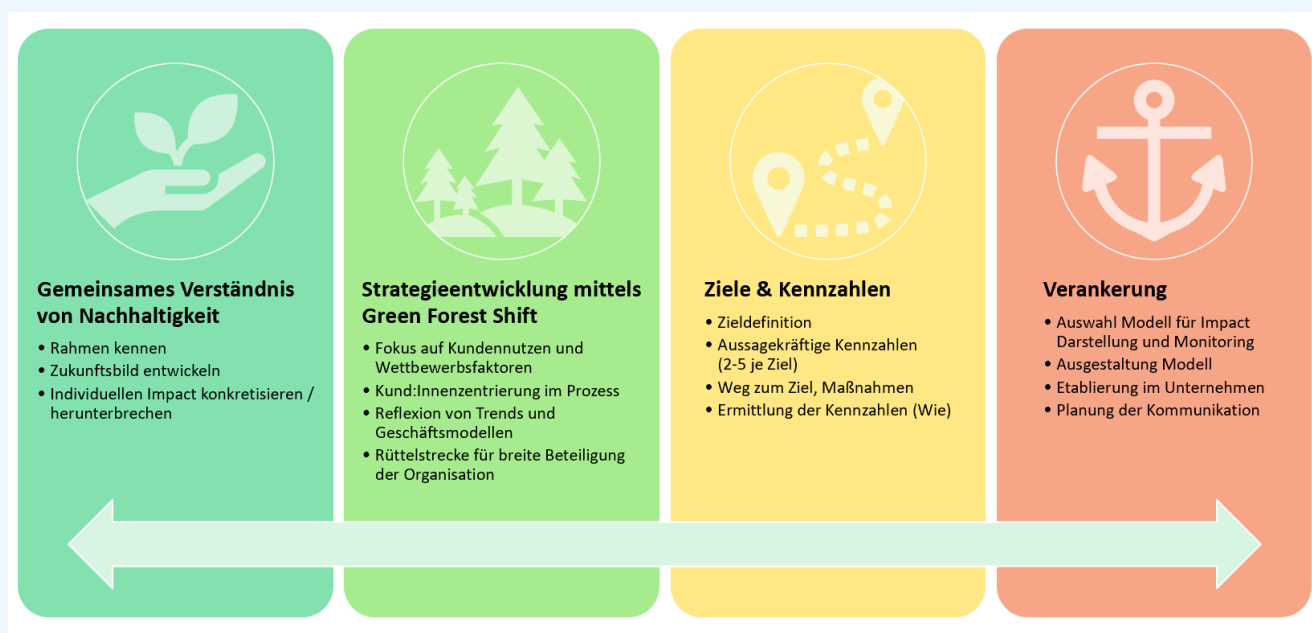 Gemeinsames Verständnis
von Nachhaltigkeit
• Rahmen kennen
• Zukunftsbild entwickeln
• Individuellen Impact konkretisieren /
herunterbrechen
Strategieentwicklung mittels
Green Forest Shift
• Fokus auf Kundennutzen und
Wettbewerbsfaktoren
• Kund:Innenzentrierung im Prozess
• Reflexion von Trends und
Geschäftsmodellen
• Rüttelstrecke für breite Beteiligung
der Organisation
Ziele & Kennzahlen
• Zieldefinition
• Aussagekräftige Kennzahlen
(2-5 je Ziel)
• Weg zum Ziel, Maßnahmen
• Ermittlung der Kennzahlen (Wie)
Verankerung
• Auswahl Modell für Impact
Darstellung und Monitoring
• Ausgestaltung Modell
• Etablierung im Unternehmen
• Planung der Kommunikation